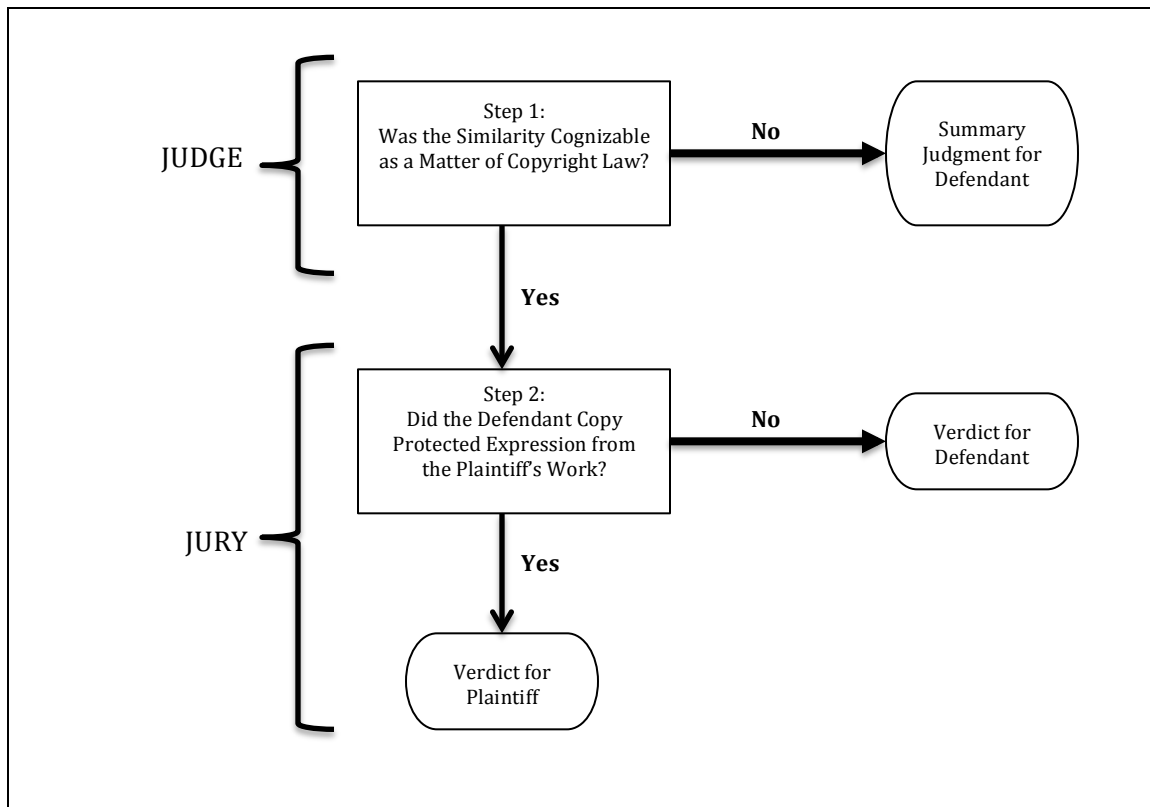 JUDGE
Step 1:
Was the Similarity Cognizable
as a Matter of Copyright Law?
No
Summary
Judgment for
Defendant
Yes
JURY
Step 2:
Did the Defendant Copy
Protected Expression from
the Plaintiff’s Work?
No
Verdict for
Defendant
Yes
Verdict for
Plaintiff